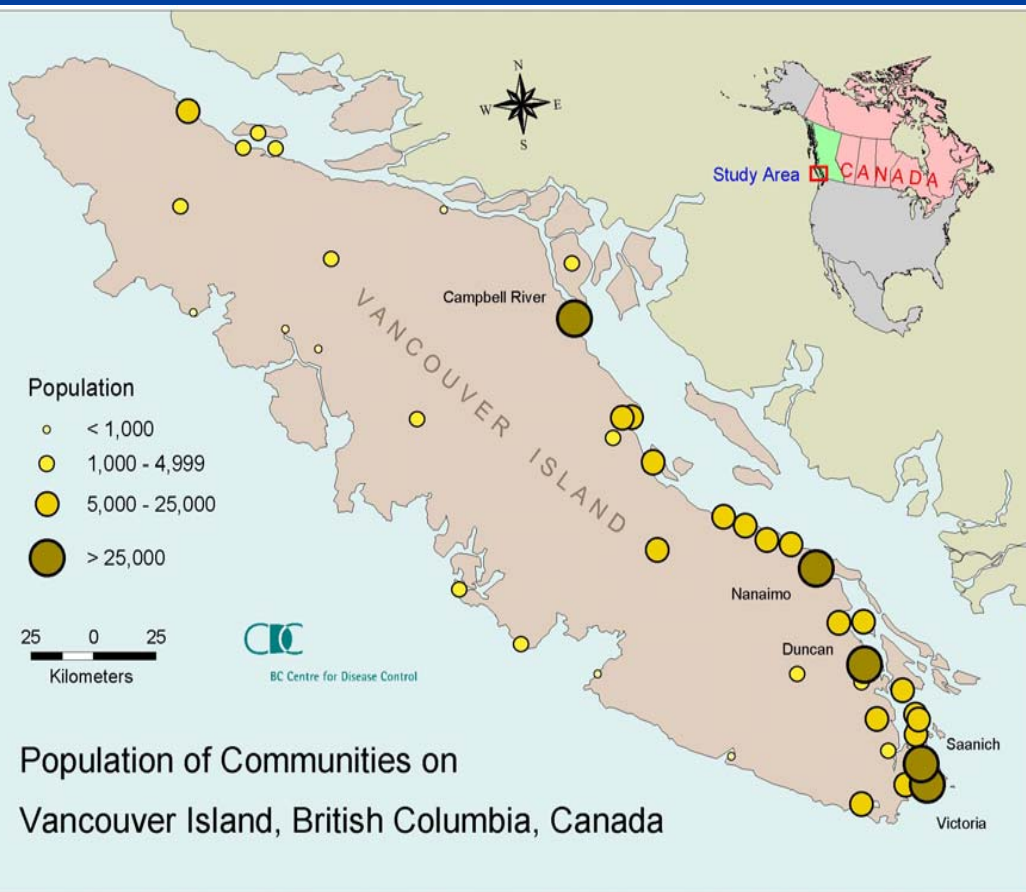 N
W
E
S
Study Area
CANADA
Campbell River
VANCOUVER ISLAND
Population
< 1,000
1,000 - 4,999
5,000 - 25,000
> 25,000
Nanaimo
25 0 25
Kilometers
CDC
BC Centre for Disease Control
Duncan
Saanich
Victoria
Population of Communities on
Vancouver Island, British Columbia, Canada